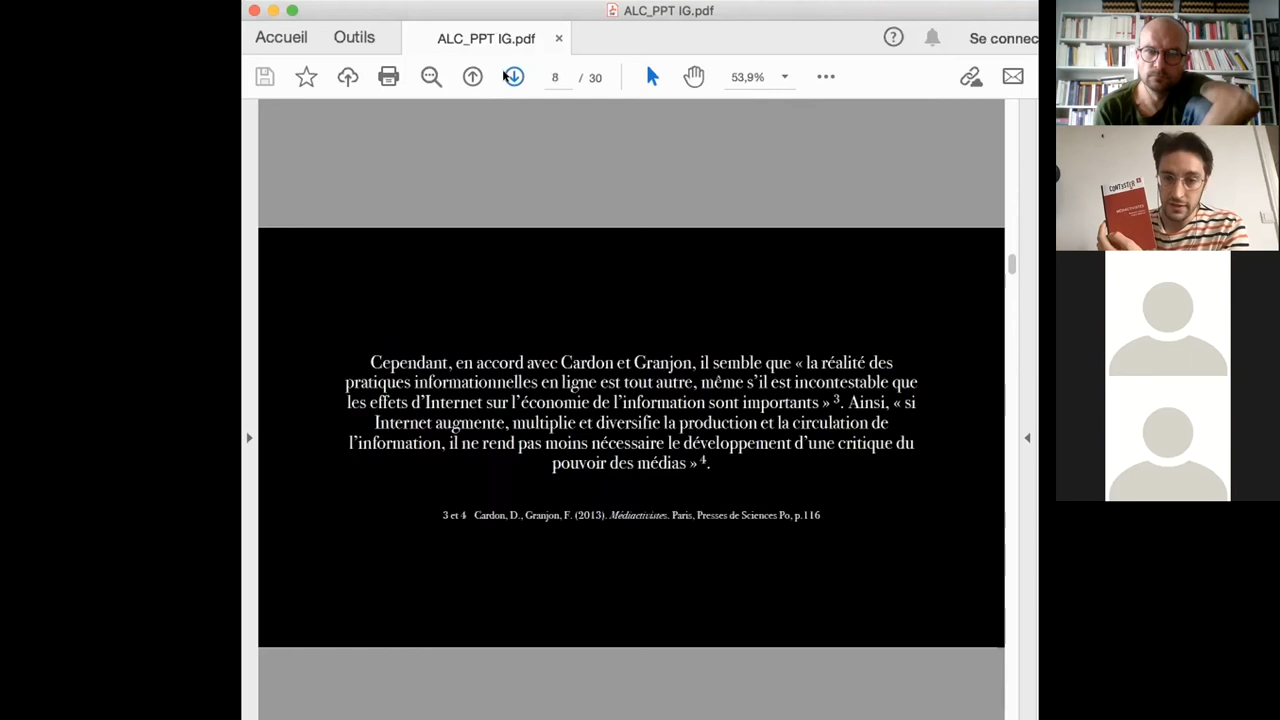 ALC_PPT IG.pdf
Accueil
Outils
ALC_PPT IG.pdf
×
?
Se connec
8 / 30
53,9%
Cependant, en accord avec Cardon et Granjon, il semble que « la réalité des
pratiques informationnelles en ligne est tout autre, même s’il est incontestable que
les effets d’Internet sur l’économie de l’information sont importants » 3. Ainsi, « si
Internet augmente, multiplie et diversifie la production et la circulation de
l’information, il ne rend pas moins nécessaire le développement d’une critique du
pouvoir des médias » 4.
3 et 4 Cardon, D., Granjon, F. (2013). Médiactivistes. Paris, Presses de Sciences Po, p.116
CONTESTER
MÉDIACTIVISTES